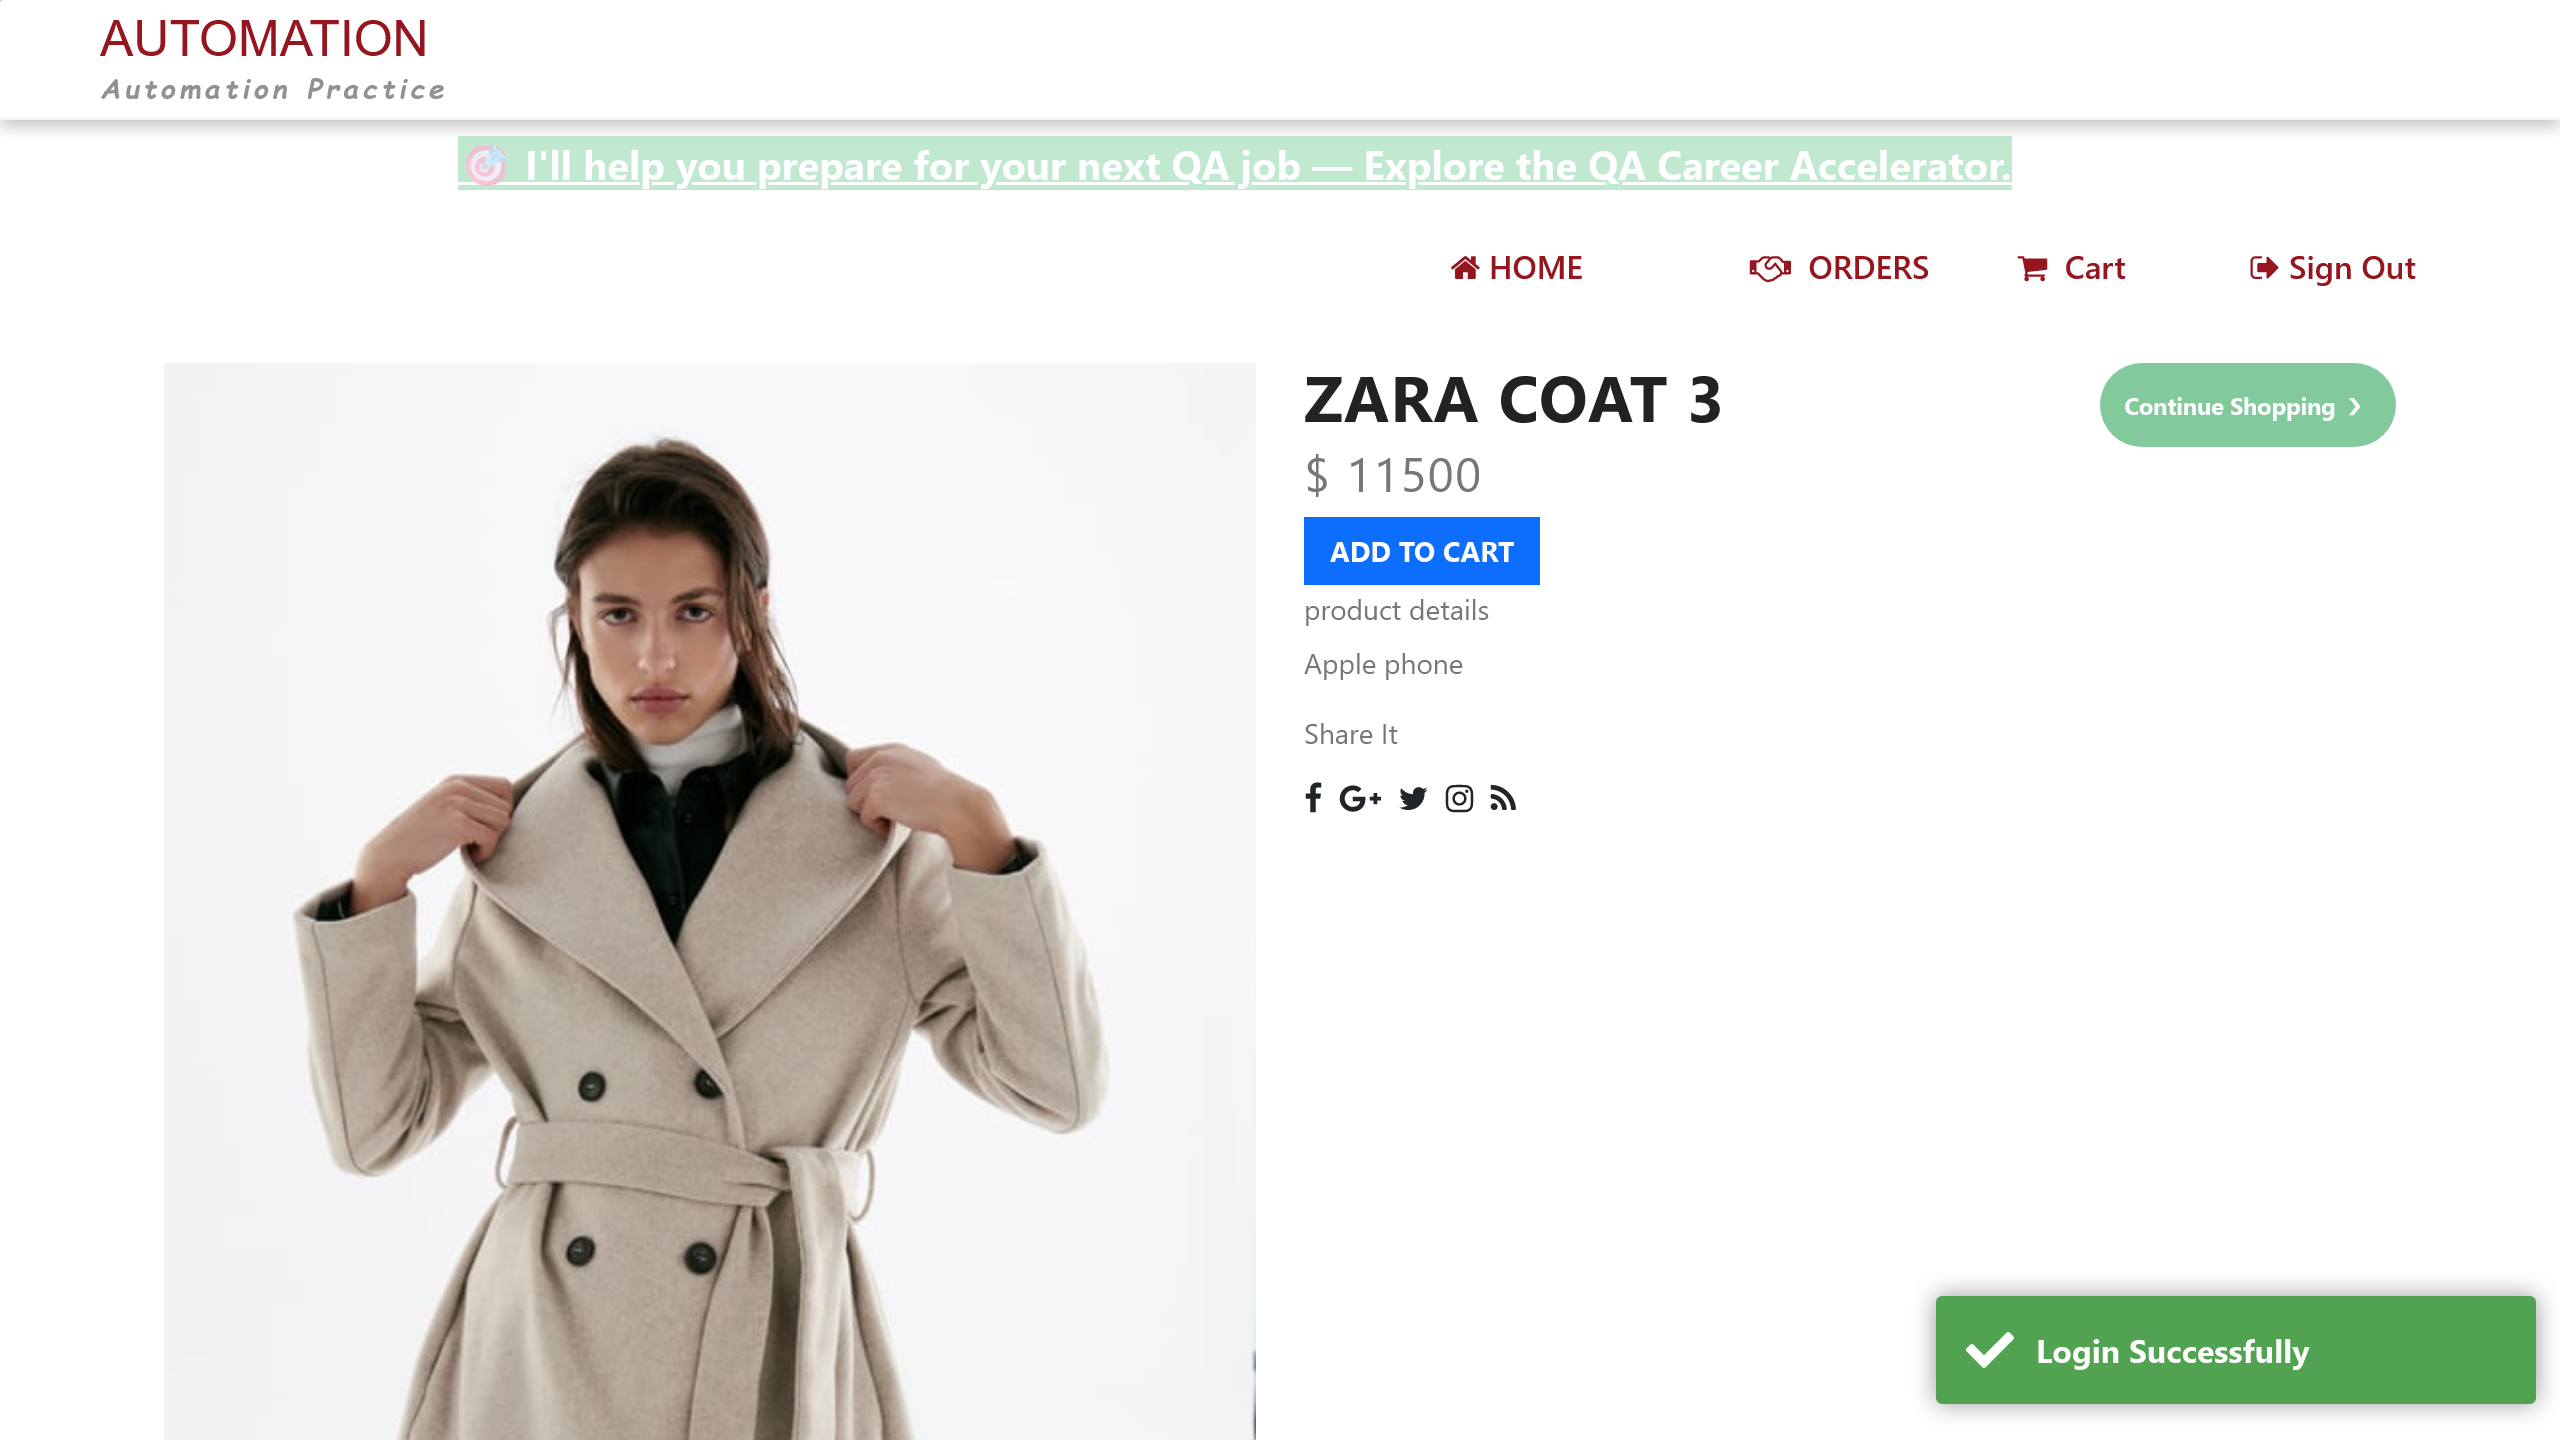 AUTOMATION
Automation Practice
🎯 I'll help you prepare for your next QA job — Explore the QA Career Accelerator.
HOME
ORDERS
Cart
Sign Out
ZARA COAT 3
Continue Shopping ❯
$ 11500
ADD TO CART
product details
Apple phone
Share It
Login Successfully